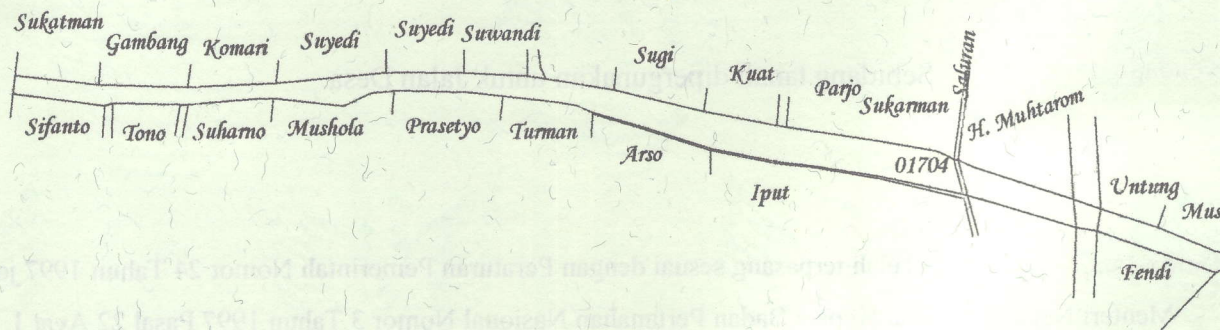 Sukatman
Gambang
Komari
Suyedi
Suyedi
Suwandi
Sugi
Kuat
Parjo
Sukarman
Saluran
H. Muhtarom
Untung
Mus
Sifanto
Tono
Suharno
Mushola
Prasetyo
Turman
Arso
Iput
01704
Fendi